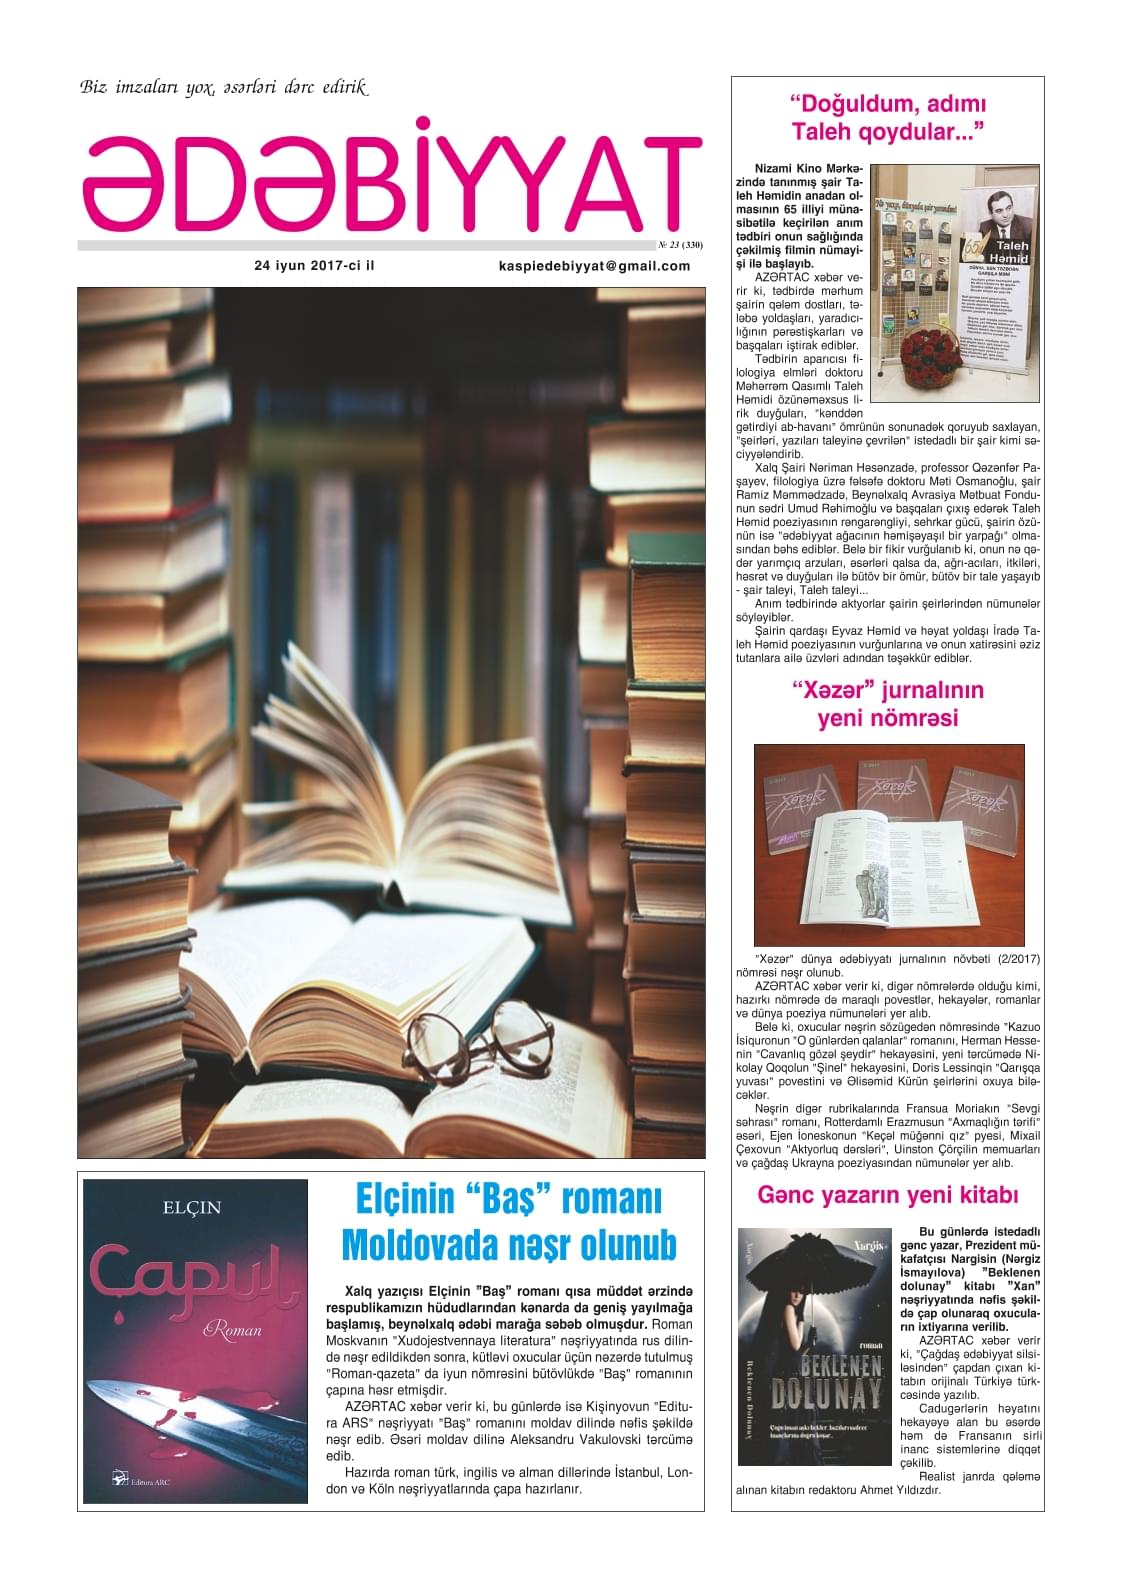 Biz imzaları yox, əsərləri dərc edirik
ƏDƏBİYYAT
№ 23 (330)
24 iyun 2017-ci il
kaspiedebiyyat@gmail.com
ELÇİN
Çapul
Roman
Editura ARC
Elçinin “Baş” romanı
Moldovada nəşr olunub
Xalq yazıçısı Elçinin ”Baş” romanı qısa müddət ərzində
respublikamızın hüdudlarından kənarda da geniş yayılmağa
başlamış, beynəlxalq ədəbi marağa səbəb olmuşdur. Roman
Moskvanın ”Xudojestvennaya literatura” nəşriyyatında rus dilin-
də nəşr edildikdən sonra, kütləvi oxucular üçün nəzərdə tutulmuş
”Roman-qazeta” da iyun nömrəsini bütövlükdə ”Baş” romanının
çapına həsr etmişdir.
AZƏRTAC xəbər verir ki, bu günlərdə isə Kişinyovun ”Editu-
ra ARS” nəşriyyatı ”Baş” romanını moldav dilində nəfis şəkildə
nəşr edib. Əsəri moldav dilinə Aleksandru Vakulovski tərcümə
edib.
Hazırda roman türk, ingilis və alman dillərində İstanbul, Lon-
don və Köln nəşriyyatlarında çapa hazırlanır.
“Doğuldum, adımı
Taleh qoydular...”
Nizami Kino Mərkə-
zində tanınmış şair Ta-
leh Həmidin anadan ol-
masının 65 illiyi müna-
sibətilə keçirilən anım
tədbiri onun sağlığında
çəkilmiş filmin nümayi-
şi ilə başlayıb.
AZƏRTAC xəbər ve-
rir ki, tədbirdə mərhum
şairin qələm dostları, tə-
ləbə yoldaşları, yaradıcı-
lığının pərəstişkarları və
başqaları iştirak ediblər.
Tədbirin aparıcısı fi-
lologiya elmləri doktoru
Məhərrəm Qasımlı Taleh
Həmidi özünəməxsus li-
rik duyğuları, ”kənddən
gətirdiyi ab-havanı” ömrünün sonunadək qoruyub saxlayan,
”şeirləri, yazıları taleyinə çevrilən” istedadlı bir şair kimi sə-
ciyyələndirib.
Xalq Şairi Nəriman Həsənzadə, professor Qəzənfər Pa-
şayev, filologiya üzrə fəlsəfə doktoru Məti Osmanoğlu, şair
Ramiz Məmmədzadə, Beynəlxalq Avrasiya Mətbuat Fondu-
nun sədri Umud Rəhimoğlu və başqaları çıxış edərək Taleh
Həmid poeziyasının rəngarəngliyi, sehrkar gücü, şairin özü-
nün isə ”ədəbiyyat ağacının həmişəyaşıl bir yarpağı” olma-
sından bəhs ediblər. Belə bir fikir vurğulanıb ki, onun nə qə-
dər yarımçıq arzuları, əsərləri qalsa da, ağrı-acıları, itkiləri,
həsrət və duyğuları ilə bütöv bir ömür, bütöv bir tale yaşayıb
- şair taleyi, Taleh taleyi...
Anım tədbirində aktyorlar şairin şeirlərindən nümunələr
söyləyiblər.
Şairin qardaşı Eyvaz Həmid və həyat yoldaşı İradə Ta-
leh Həmid poeziyasının vurğunlarına və onun xatirəsini əziz
tutanlara ailə üzvləri adından təşəkkür ediblər.
Nə yaxşı, dünyada şir yarandım!
65
Taleh
Həmid
DÜNYA, SƏN TƏZƏDƏN
QARŞILA MƏNİ
“Xəzər” jurnalının
yeni nömrəsi
2-2017
Xəzər
”Xəzər” dünya ədəbiyyatı jurnalının növbəti (2/2017)
nömrəsi nəşr olunub.
AZƏRTAC xəbər verir ki, digər nömrələrdə olduğu kimi,
hazırkı nömrədə də maraqlı povestlər, hekayələr, romanlar
və dünya poeziya nümunələri yer alıb.
Belə ki, oxucular nəşrin sözügedən nömrəsində ”Kazuo
İsiquronun ”O günlərdən qalanlar” romanını, Herman Hesse-
nin ”Cavanlıq gözəl şeydir” hekayəsini, yeni tərcümədə Ni-
kolay Qoqolun ”Şinel” hekayəsini, Doris Lessinqin ”Qarışqa
yuvası” povestini və Əlisəmid Kürün şeirlərini oxuya bilə-
cəklər.
Nəşrin digər rubrikalarında Fransua Moriakın ”Sevgi
səhrası” romanı, Rotterdamlı Erazmusun ”Axmaqlığın tərifi”
əsəri, Ejen İoneskonun ”Keçəl müğənni qız” pyesi, Mixail
Çexovun ”Aktyorluq dərsləri”, Uinston Çörçilin memuarları
və çağdaş Ukrayna poeziyasından nümunələr yer alıb.
Gənc yazarın yeni kitabı
Xərgis
roman
BEKLENEN
DOLUNAY
Beklenen Dolunay
Bu günlərdə istedadlı
gənc yazar, Prezident mü-
kafatçısı Nargisin (Nərgiz
İsmayılova) ”Beklenen
dolunay” kitabı ”Xan”
nəşriyyatında nəfis şəkil-
də çap olunaraq oxucula-
rın ixtiyarına verilib.
AZƏRTAC xəbər verir
ki, ”Çağdaş ədəbiyyat silsi-
ləsindən” çapdan çıxan ki-
tabın orijinalı Türkiyə türk-
cəsində yazılıb.
Cadugərlərin həyatını
hekayəyə alan bu əsərdə
həm də Fransanın sirli
inanc sistemlərinə diqqət
çəkilib.
Realist janrda qələmə
alınan kitabın redaktoru Ahmet Yıldızdır.